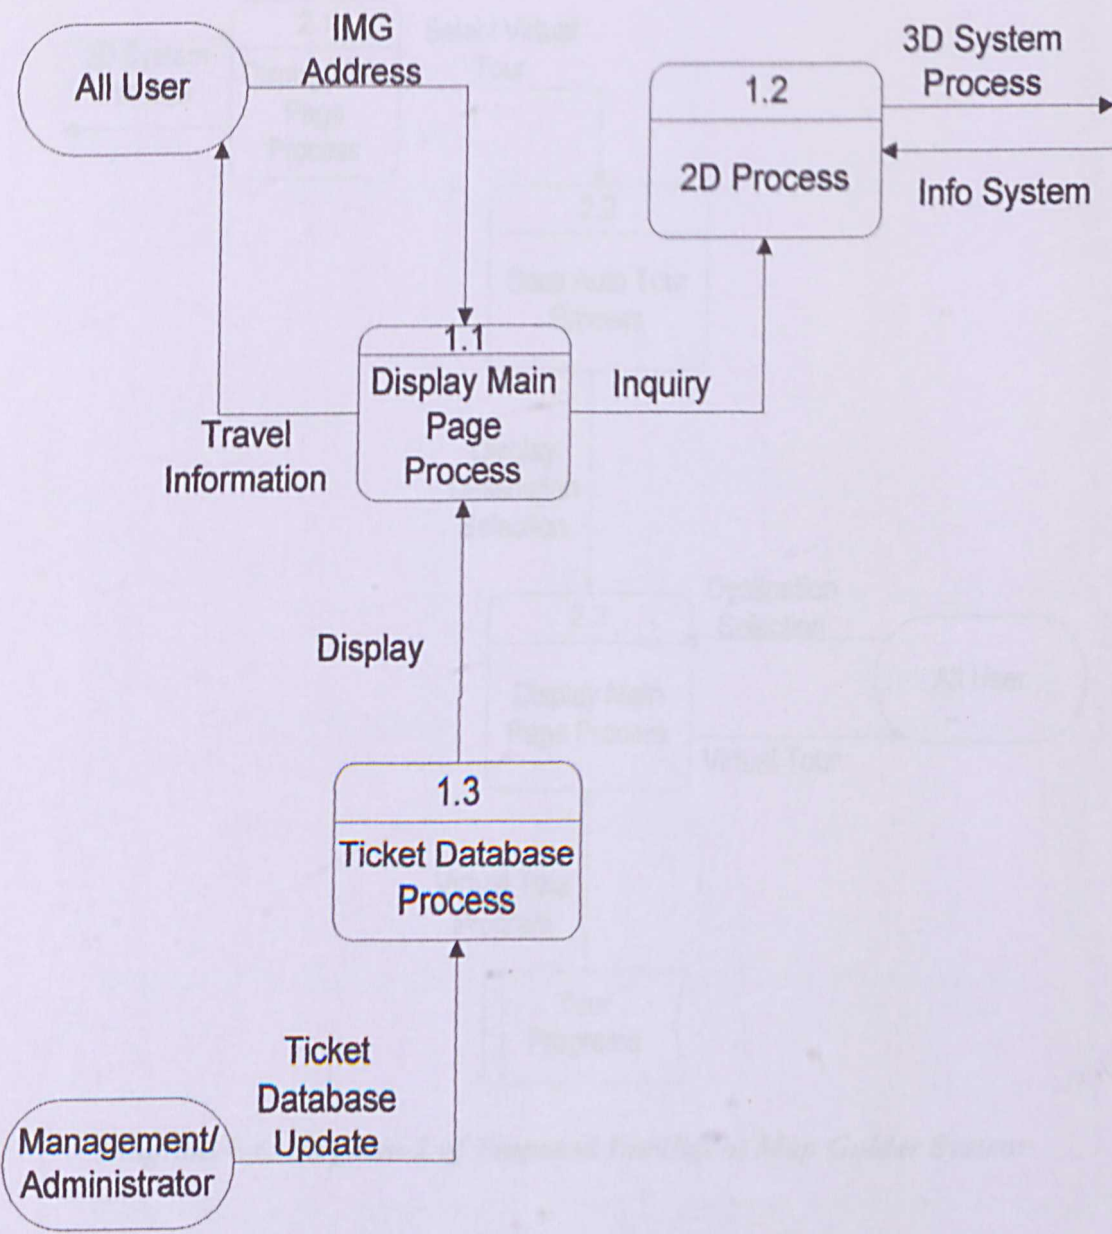 All User
IMG
Address
1.2
2D Process
3D System
Process
Info System
1.1
Display Main
Page
Process
Inquiry
Travel
Information
Display
1.3
Ticket Database
Process
Ticket
Database
Update
Management/
Administrator